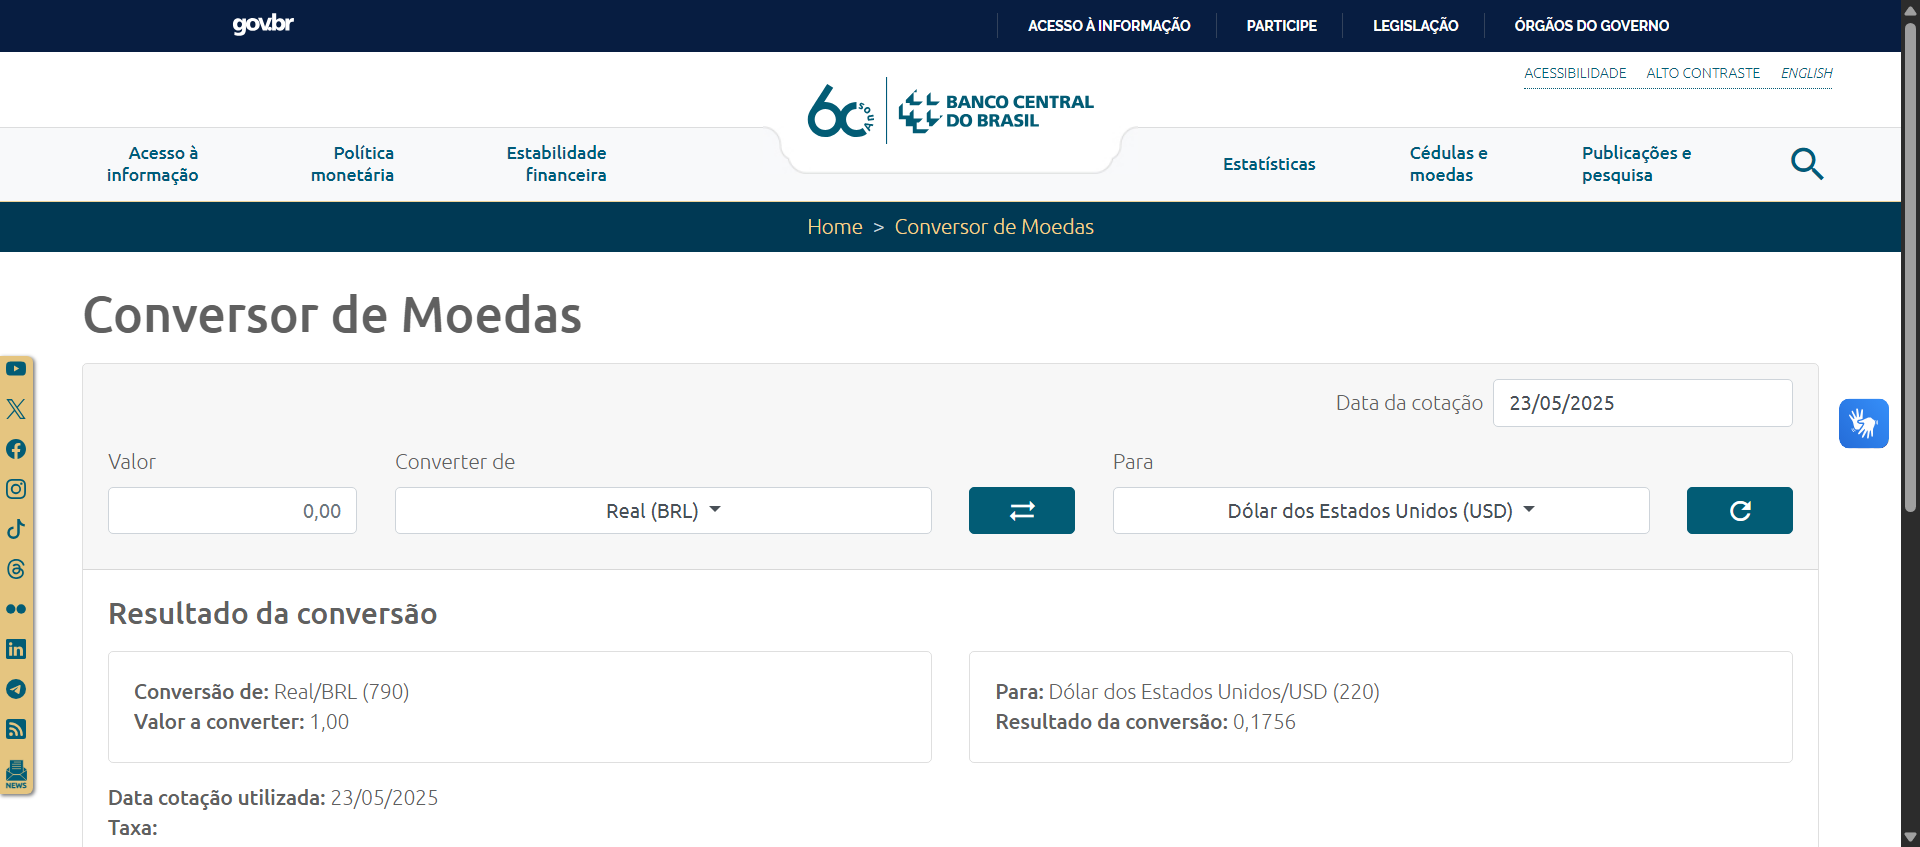 gov.br
ACESSO À INFORMAÇÃO
PARTICIPE
LEGISLAÇÃO
ÓRGÃOS DO GOVERNO
ACESSIBILIDADE
ALTO CONTRASTE
ENGLISH
60 anos
BANCO CENTRAL
DO BRASIL
Acesso à
informação
Política
monetária
Estabilidade
financeira
Estatísticas
Cédulas e
moedas
Publicações e
pesquisa
Home > Conversor de Moedas
Conversor de Moedas
Data da cotação
23/05/2025
Valor
Converter de
Para
0,00
Real (BRL)
Dólar dos Estados Unidos (USD)
Resultado da conversão
Conversão de: Real/BRL (790)
Valor a converter: 1,00
Para: Dólar dos Estados Unidos/USD (220)
Resultado da conversão: 0,1756
Data cotação utilizada: 23/05/2025
Taxa:
NEWS